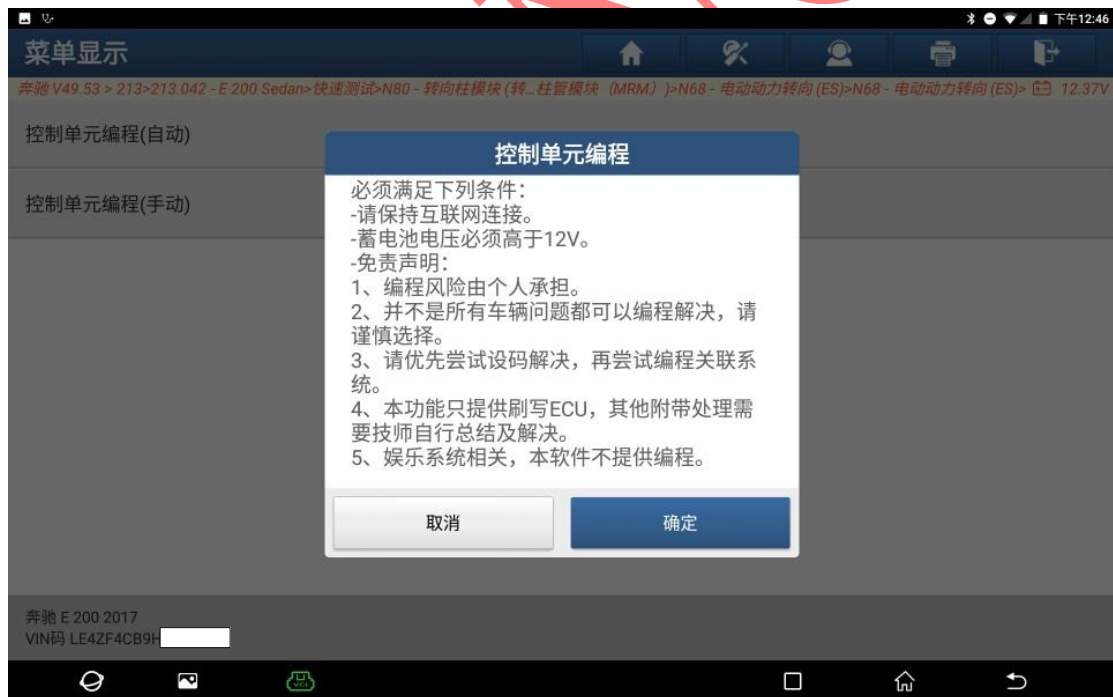 下午12:46
菜单显示
奔驰 V49.53 > 213>213.042 - E 200 Sedan>快速测试>N80 - 转向柱模块 (转...柱管模块（MRM）)>N68 - 电动动力转向 (ES)>N68 - 电动动力转向 (ES)> 12.37V
控制单元编程(自动)
控制单元编程
必须满足下列条件：
-请保持互联网连接。
-蓄电池电压必须高于12V。
-免责声明：
1、编程风险由个人承担。
2、并不是所有车辆问题都可以编程解决，请
谨慎选择。
3、请优先尝试设码解决，再尝试编程关联系
统。
4、本功能只提供刷写ECU，其他附带处理需
要技师自行总结及解决。
5、娱乐系统相关，本软件不提供编程。
控制单元编程(手动)
取消
确定
奔驰 E 200 2017
VIN码 LE4ZF4CB9H
VCI